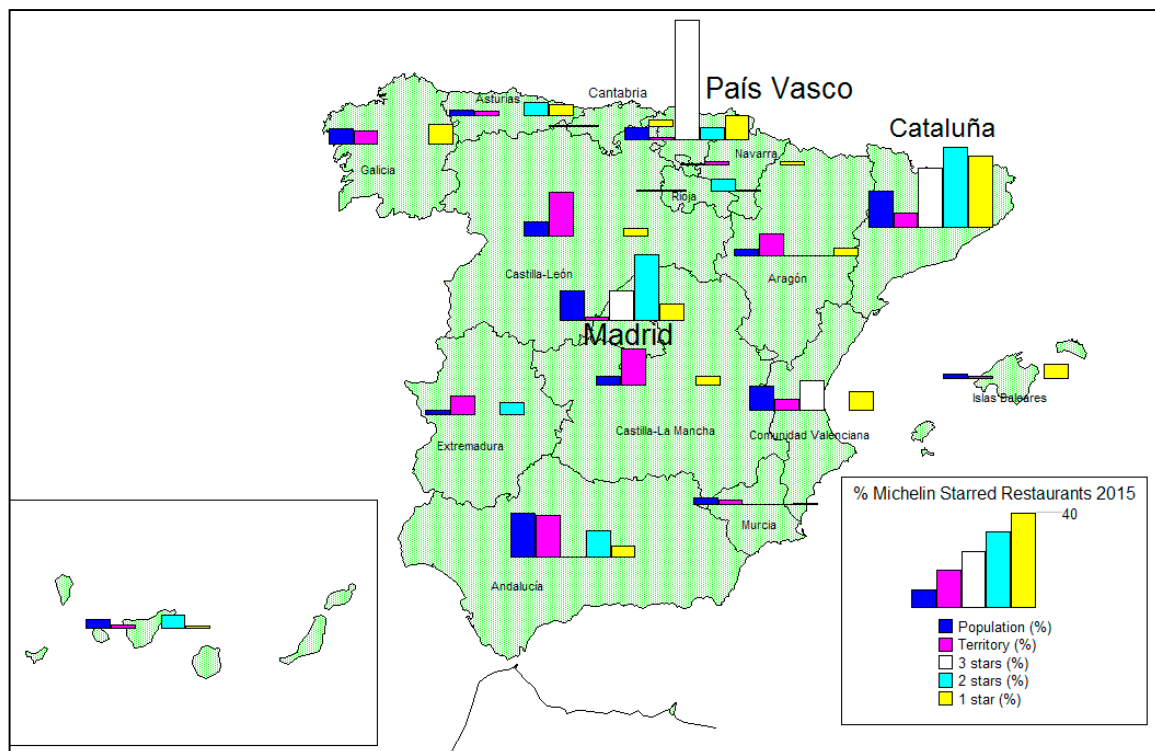 País Vasco
Cantabria
Asturias
Cataluña
Navarra
Galicia
Rioja
Castilla-León
Aragón
Madrid
Islas Baleares
Castilla-La Mancha
Comunidad Valenciana
Extremadura
Murcia
Andalucía
% Michelin Starred Restaurants 2015
40
Population (%)
Territory (%)
3 stars (%)
2 stars (%)
1 star (%)